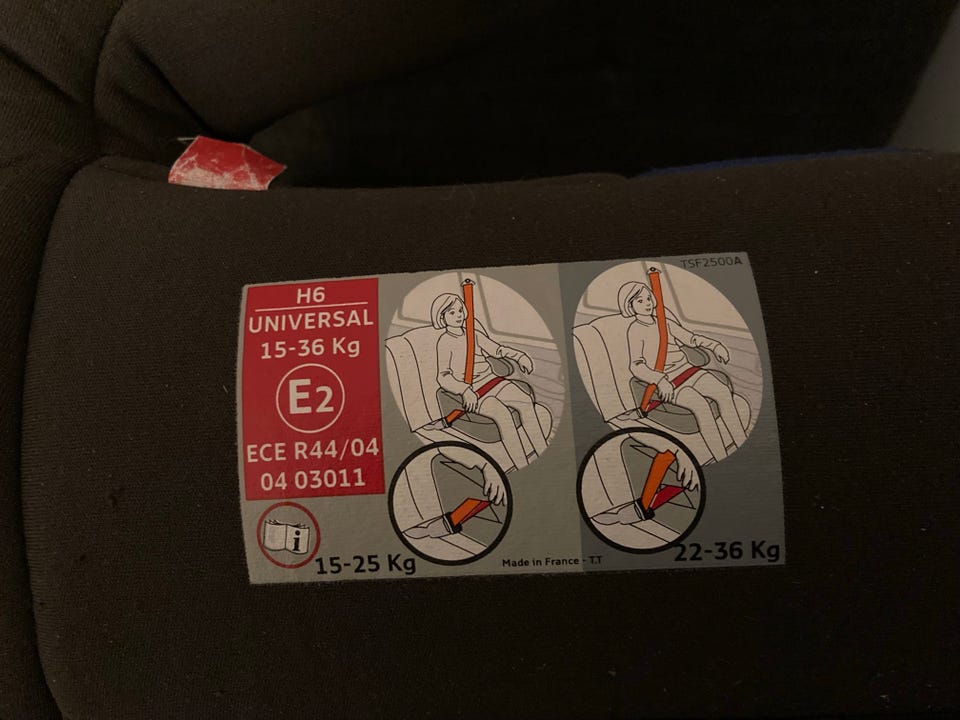 H6
UNIVERSAL
15-36 Kg
E2
ECE R44/04
04 03011
i
15-25 Kg
Made in France - T.T
TSF2500A
22-36 Kg